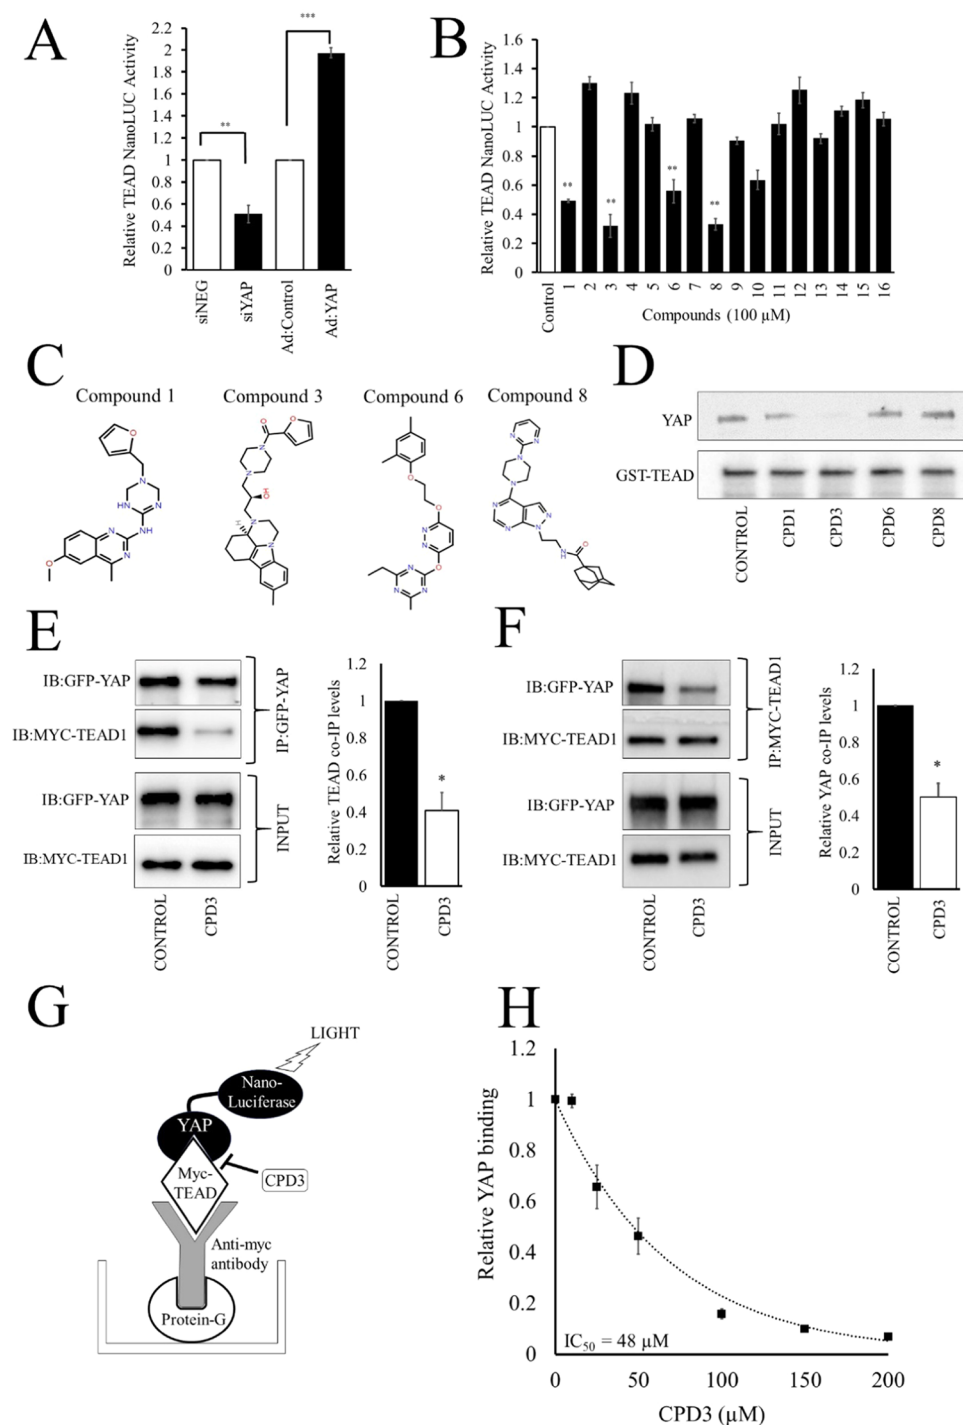 A
Relative TEAD NanoLUC Activity
2.2
2
1.8
1.6
1.4
1.2
1
0.8
0.6
0.4
0.2
0
**
***
siNEG
siYAP
Ad:Control
Ad:YAP
B
Relative TEAD NanoLUC Activity
1.6
1.4
1.2
1
0.8
0.6
0.4
0.2
0
**
**
**
**
Control
1
2
3
4
5
6
7
8
9
10
11
12
13
14
15
16
Compounds (100 µM)
C
Compound 1
Compound 3
Compound 6
Compound 8
D
YAP
GST-TEAD
CONTROL
CPD1
CPD3
CPD6
CPD8
E
IB:GFP-YAP
IB:MYC-TEAD1
IP:GFP-YAP
IB:GFP-YAP
IB:MYC-TEAD1
INPUT
CONTROL
CPD3
Relative TEAD co-IP levels
1.2
1
0.8
0.6
0.4
0.2
0
*
CONTROL
CPD3
F
IB:GFP-YAP
IB:MYC-TEAD1
IP:MYC-TEAD1
IB:GFP-YAP
IB:MYC-TEAD1
INPUT
CONTROL
CPD3
Relative YAP co-IP levels
1.2
1
0.8
0.6
0.4
0.2
0
*
CONTROL
CPD3
G
LIGHT
Nano-
Luciferase
YAP
Myc-
TEAD
CPD3
Anti-myc
antibody
Protein-G
H
Relative YAP binding
1.2
1
0.8
0.6
0.4
0.2
0
IC50 = 48 µM
0
50
100
150
200
CPD3 (µM)